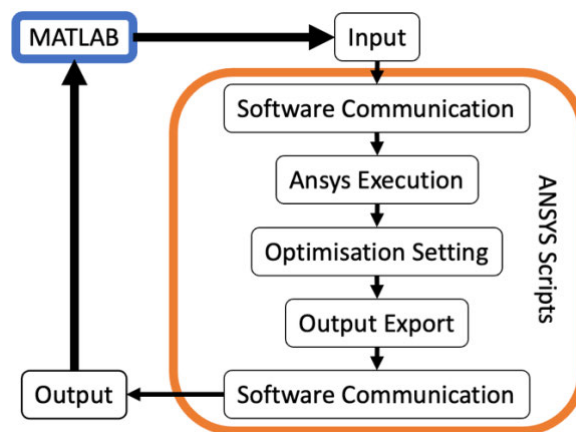 MATLAB
Input
Software Communication
Ansys Execution
Optimisation Setting
Output Export
Software Communication
Output
ANSYS Scripts